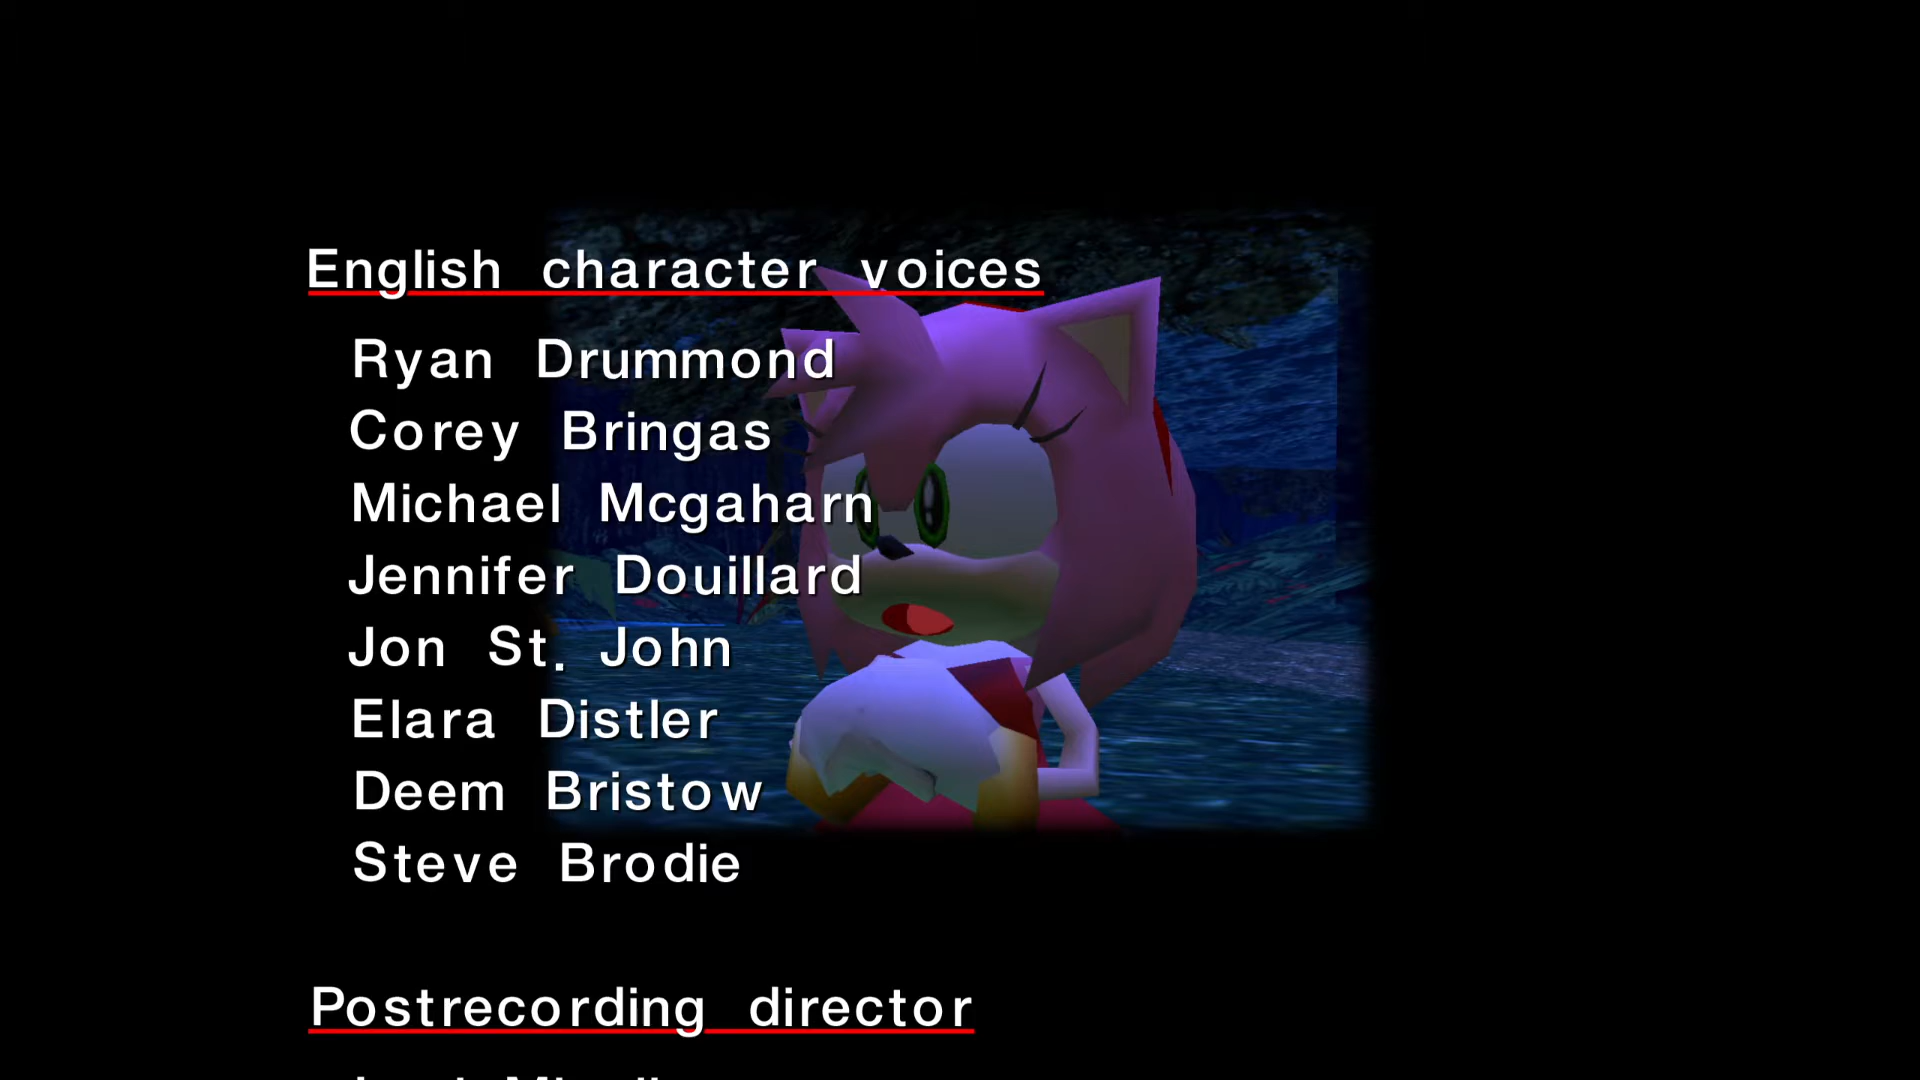 English character voices
Ryan Drummond
Corey Bringas
Michael Mcgaharn
Jennifer Douillard
Jon St. John
Elara Distler
Deem Bristow
Steve Brodie
Postrecording director